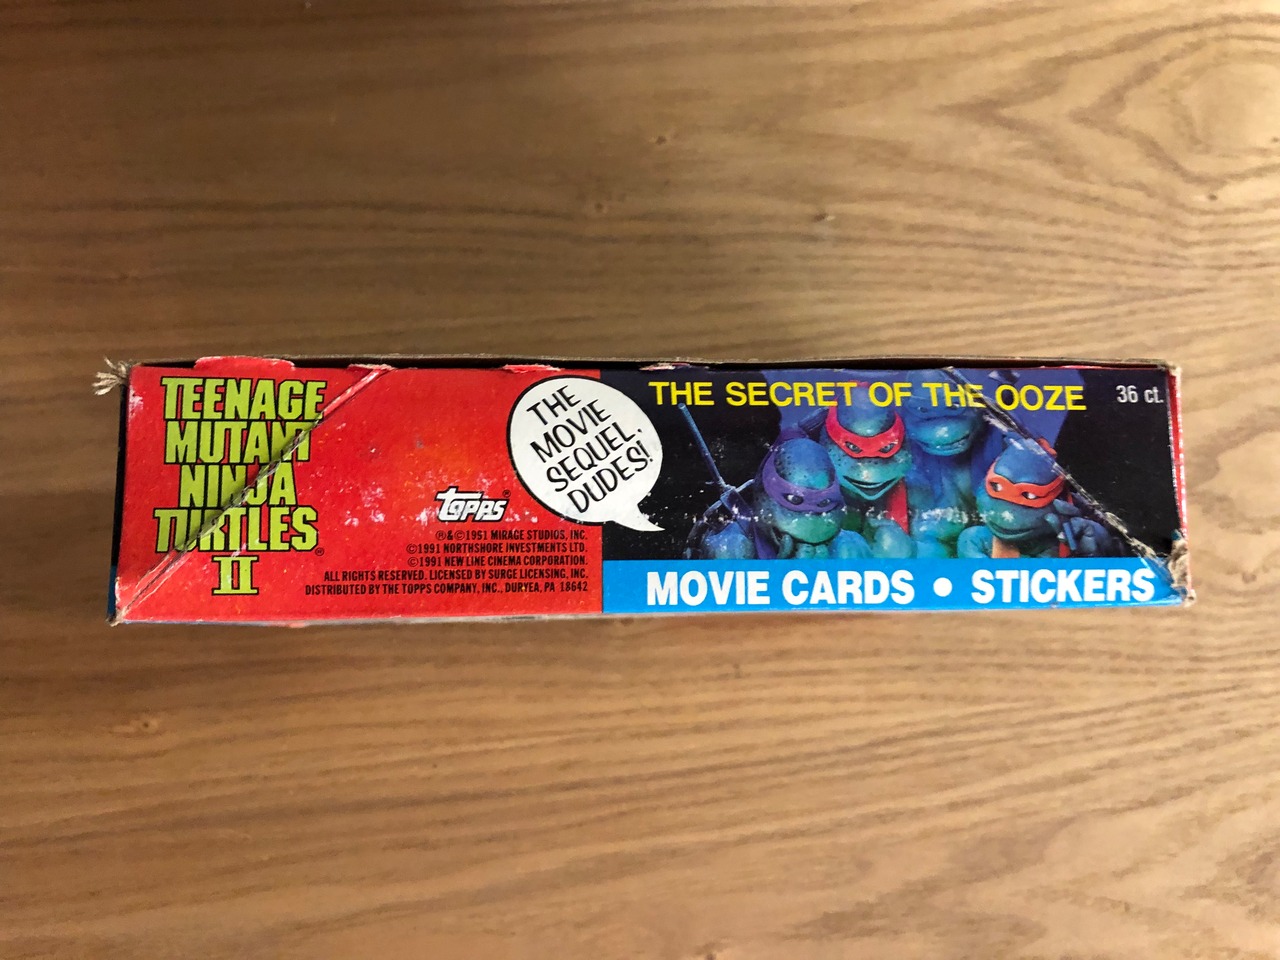 TEENAGE
MUTANT
NINJA
TURTLES®
II
topps®
®&©1951 MIRAGE STUDIOS, INC.
©1991 NORTHSHORE INVESTMENTS LTD.
©1991 NEW LINE CINEMA CORPORATION.
ALL RIGHTS RESERVED. LICENSED BY SURGE LICENSING, INC.
DISTRIBUTED BY THE TOPPS COMPANY, INC., DURYEA, PA 18642
THE
MOVIE
SEQUEL,
DUDES!
THE SECRET OF THE OOZE
36 ct.
MOVIE CARDS • STICKERS